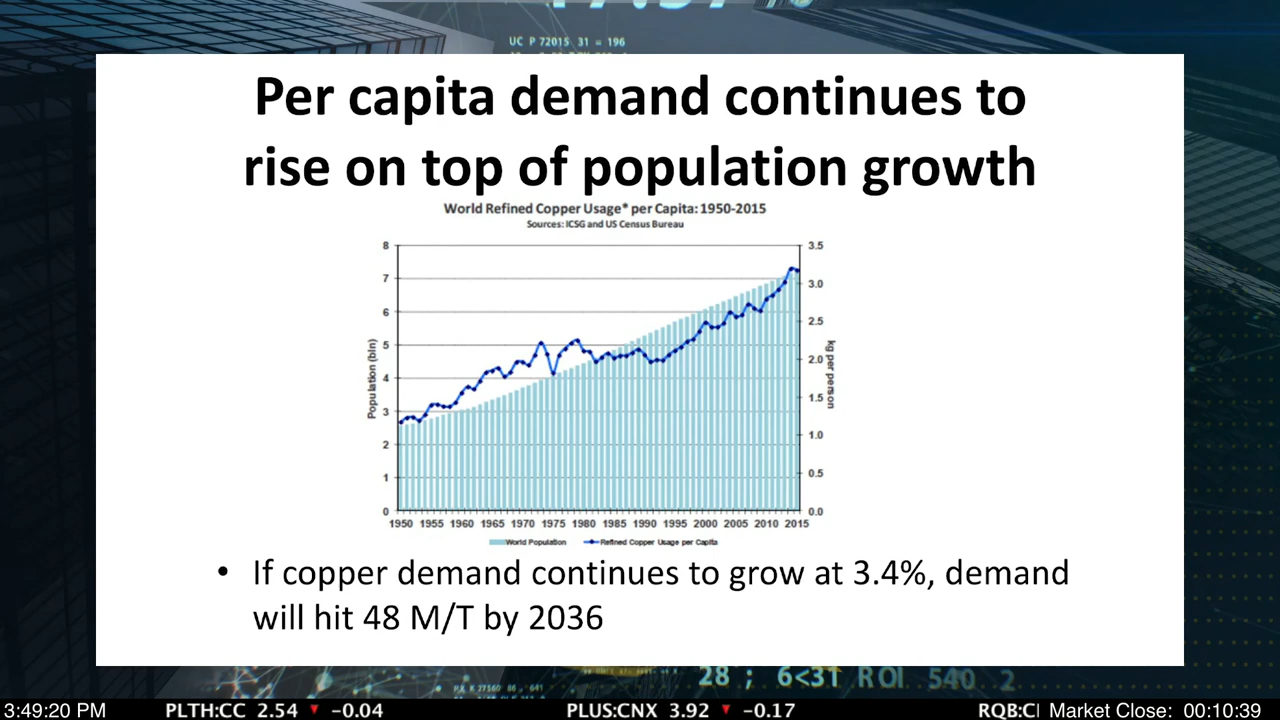 UC P 72015 31 = 196
Per capita demand continues to
rise on top of population growth
World Refined Copper Usage* per Capita: 1950-2015
Sources: ICSG and US Census Bureau
8 3.5
7 3.0
6 2.5
5 2.0
4 1.5
3 1.0
2 0.5
1 0.0
0
Population (bln)
kg per person
1950 1955 1960 1965 1970 1975 1980 1985 1990 1995 2000 2005 2010 2015
World Population Refined Copper Usage per Capita
• If copper demand continues to grow at 3.4%, demand
will hit 48 M/T by 2036
28 ; 6<31 ROI 540 2
3:49:20 PM PLTH:CC 2.54 ▼ -0.04 PLUS:CNX 3.92 ▼ -0.17 RQB:C Market Close: 00:10:39